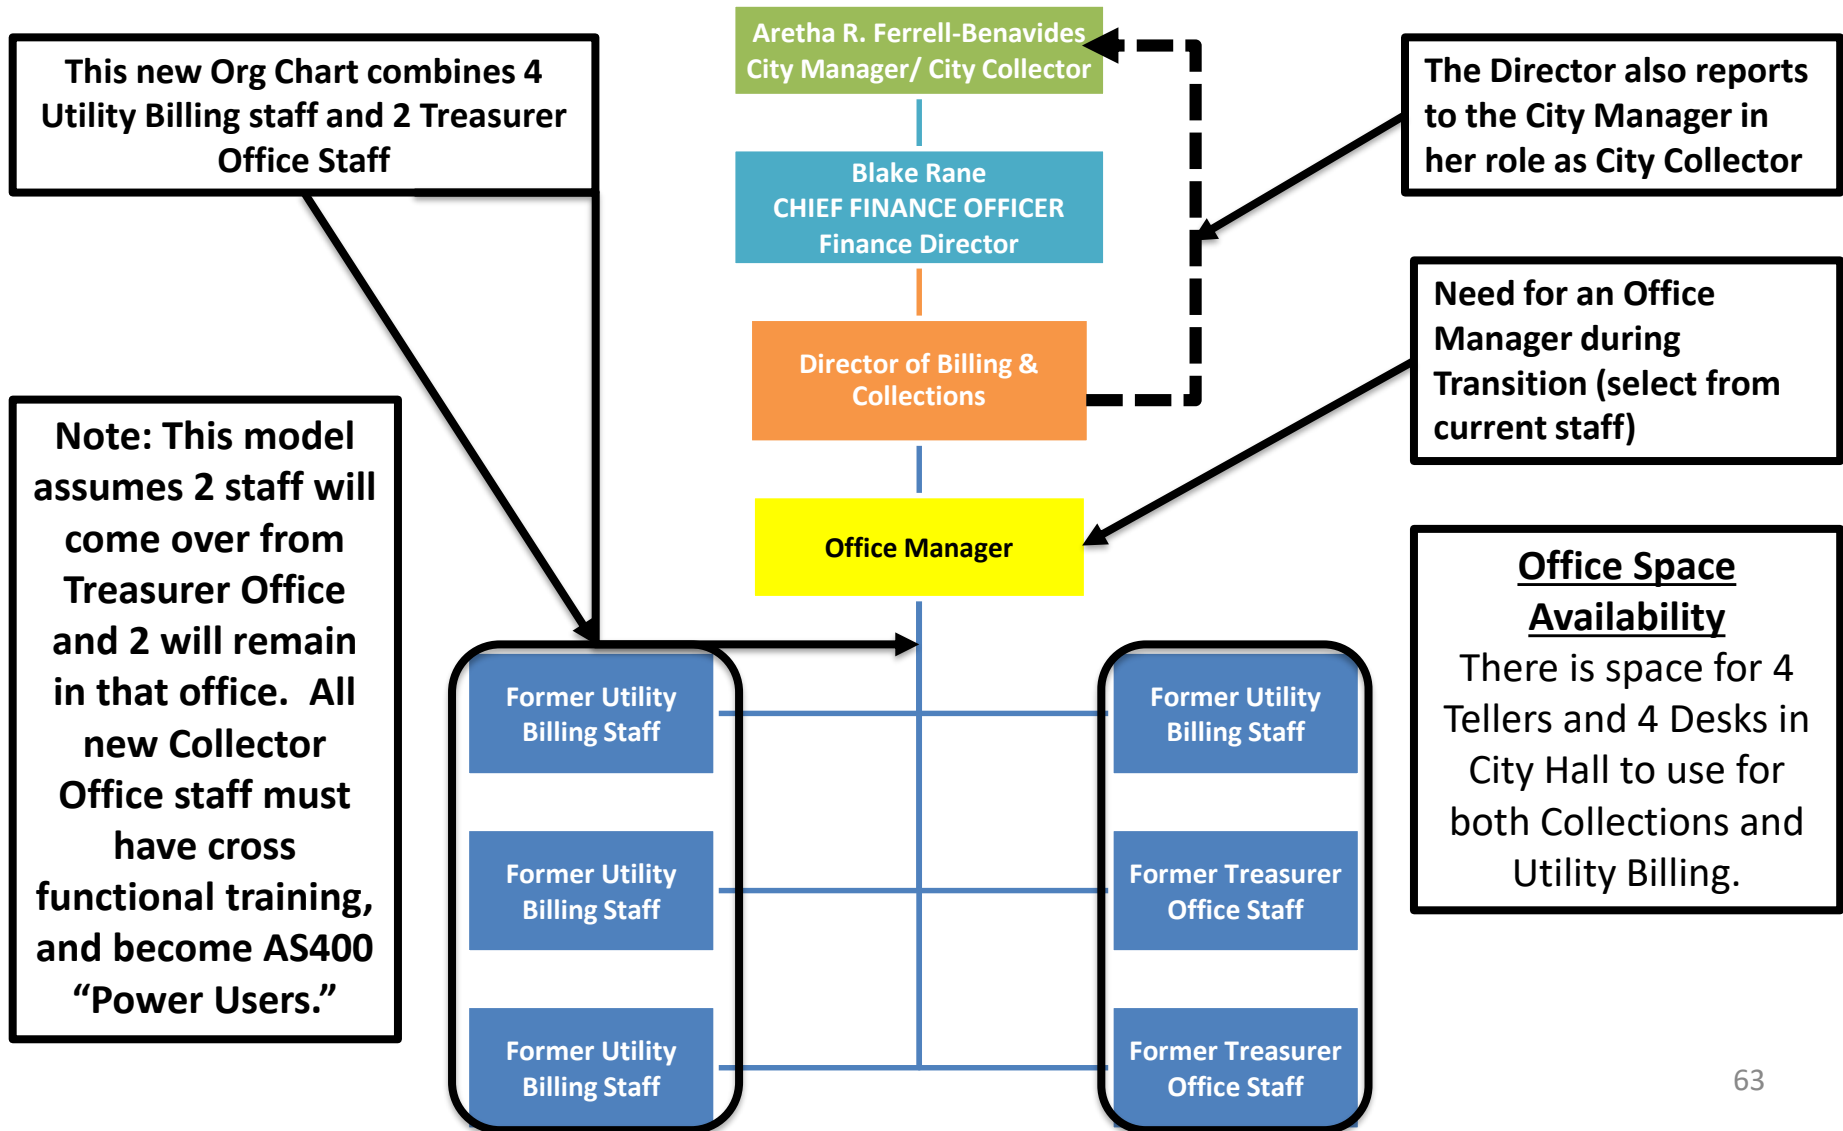 This new Org Chart combines 4
Utility Billing staff and 2 Treasurer
Office Staff
Aretha R. Ferrell-Benavides
City Manager/ City Collector
The Director also reports
to the City Manager in
her role as City Collector
Blake Rane
CHIEF FINANCE OFFICER
Finance Director
Need for an Office
Manager during
Transition (select from
current staff)
Director of Billing &
Collections
Note: This model
assumes 2 staff will
come over from
Treasurer Office
and 2 will remain
in that office.  All
new Collector
Office staff must
have cross
functional training,
and become AS400
“Power Users.”
Office Manager
Office Space
Availability
There is space for 4
Tellers and 4 Desks in
City Hall to use for
both Collections and
Utility Billing.
Former Utility
Billing Staff
Former Utility
Billing Staff
Former Utility
Billing Staff
Former Treasurer
Office Staff
Former Utility
Billing Staff
Former Treasurer
Office Staff
63